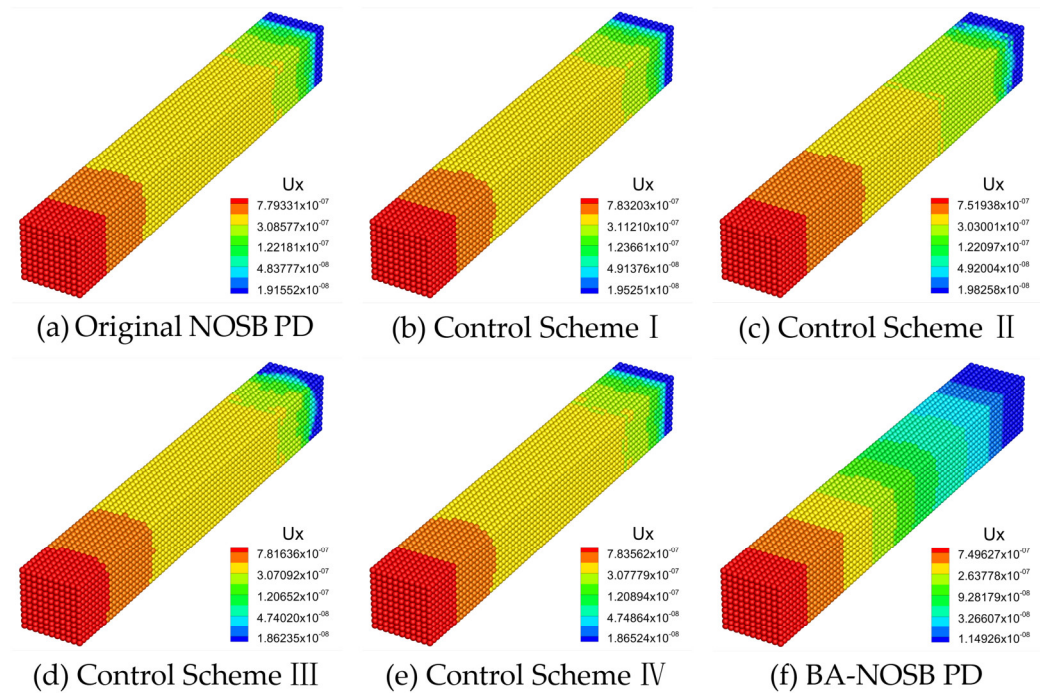 Ux
7.79331x10⁻⁰⁷
3.08577x10⁻⁰⁷
1.22181x10⁻⁰⁷
4.83777x10⁻⁰⁸
1.91552x10⁻⁰⁸
(a) Original NOSB PD
Ux
7.83203x10⁻⁰⁷
3.11210x10⁻⁰⁷
1.23661x10⁻⁰⁷
4.91376x10⁻⁰⁸
1.95251x10⁻⁰⁸
(b) Control Scheme Ⅰ
Ux
7.51938x10⁻⁰⁷
3.03001x10⁻⁰⁷
1.22097x10⁻⁰⁷
4.92004x10⁻⁰⁸
1.98258x10⁻⁰⁸
(c) Control Scheme Ⅱ
Ux
7.81636x10⁻⁰⁷
3.07092x10⁻⁰⁷
1.20652x10⁻⁰⁷
4.74020x10⁻⁰⁸
1.86235x10⁻⁰⁸
(d) Control Scheme Ⅲ
Ux
7.83562x10⁻⁰⁷
3.07779x10⁻⁰⁷
1.20894x10⁻⁰⁷
4.74864x10⁻⁰⁸
1.86524x10⁻⁰⁸
(e) Control Scheme Ⅳ
Ux
7.49627x10⁻⁰⁷
2.63778x10⁻⁰⁷
9.28179x10⁻⁰⁸
3.26607x10⁻⁰⁸
1.14926x10⁻⁰⁸
(f) BA-NOSB PD